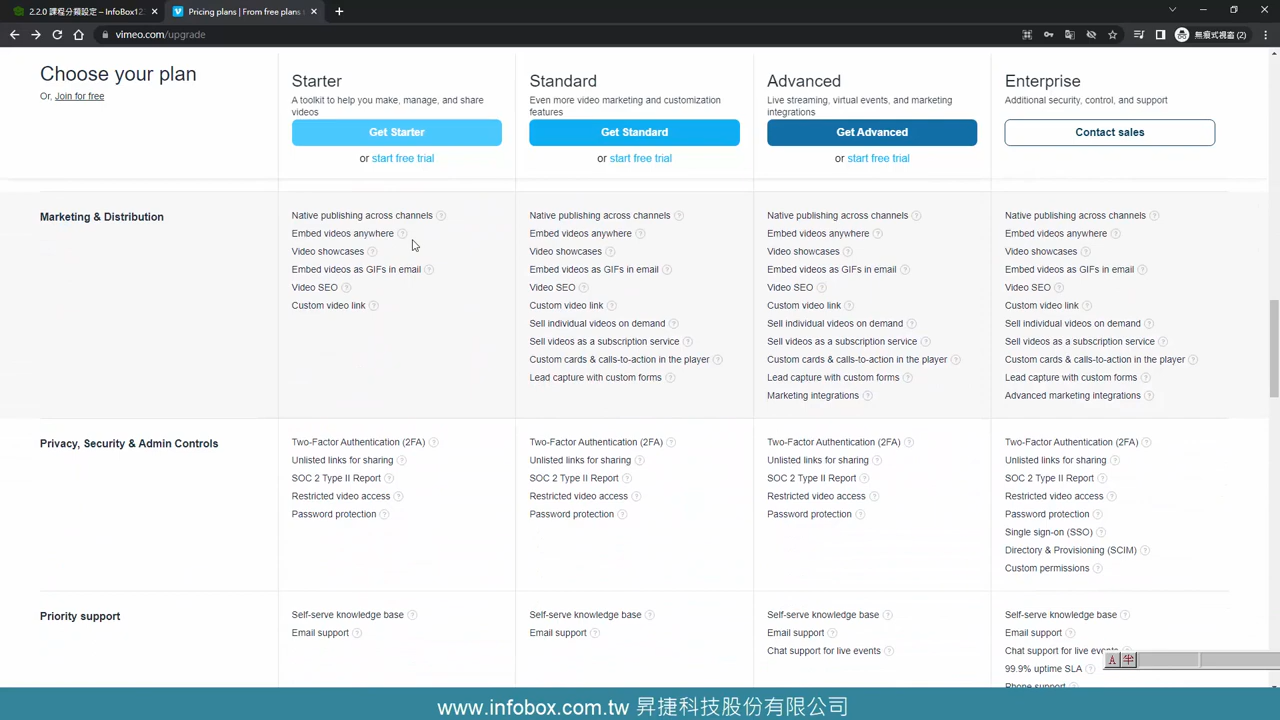 2.2.0 課程分類設定 – InfoBox12
Pricing plans | From free plans
vimeo.com/upgrade
無痕式視窗 (2)
Choose your plan
Or, Join for free
Starter
A toolkit to help you make, manage, and share
videos
Get Starter
or start free trial
Standard
Even more video marketing and customization
features
Get Standard
or start free trial
Advanced
Live streaming, virtual events, and marketing
integrations
Get Advanced
or start free trial
Enterprise
Additional security, control, and support
Contact sales
Marketing & Distribution
Native publishing across channels
Embed videos anywhere
Video showcases
Embed videos as GIFs in email
Video SEO
Custom video link
Native publishing across channels
Embed videos anywhere
Video showcases
Embed videos as GIFs in email
Video SEO
Custom video link
Sell individual videos on demand
Sell videos as a subscription service
Custom cards & calls-to-action in the player
Lead capture with custom forms
Native publishing across channels
Embed videos anywhere
Video showcases
Embed videos as GIFs in email
Video SEO
Custom video link
Sell individual videos on demand
Sell videos as a subscription service
Custom cards & calls-to-action in the player
Lead capture with custom forms
Marketing integrations
Native publishing across channels
Embed videos anywhere
Video showcases
Embed videos as GIFs in email
Video SEO
Custom video link
Sell individual videos on demand
Sell videos as a subscription service
Custom cards & calls-to-action in the player
Lead capture with custom forms
Advanced marketing integrations
Privacy, Security & Admin Controls
Two-Factor Authentication (2FA)
Unlisted links for sharing
SOC 2 Type II Report
Restricted video access
Password protection
Two-Factor Authentication (2FA)
Unlisted links for sharing
SOC 2 Type II Report
Restricted video access
Password protection
Two-Factor Authentication (2FA)
Unlisted links for sharing
SOC 2 Type II Report
Restricted video access
Password protection
Two-Factor Authentication (2FA)
Unlisted links for sharing
SOC 2 Type II Report
Restricted video access
Password protection
Single sign-on (SSO)
Directory & Provisioning (SCIM)
Custom permissions
Priority support
Self-serve knowledge base
Email support
Self-serve knowledge base
Email support
Self-serve knowledge base
Email support
Chat support for live events
Self-serve knowledge base
Email support
Chat support for live events
99.9% uptime SLA
Phone support
A 半
www.infobox.com.tw 昇捷科技股份有限公司